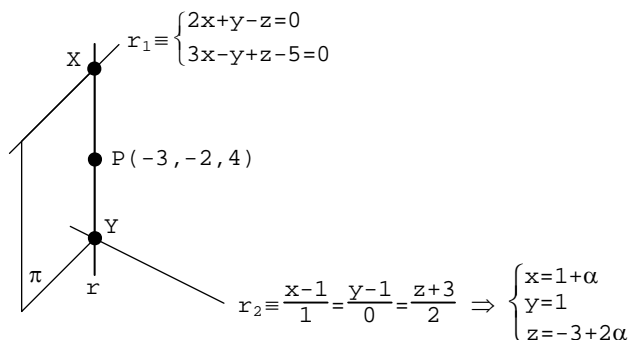 r₁≡{2x+y-z=0
3x-y+z-5=0
X
P(-3,-2,4)
Y
π
r
r₂≡ x-1/1 = y-1/0 = z+3/2 ⇒ {x=1+α
y=1
z=-3+2α